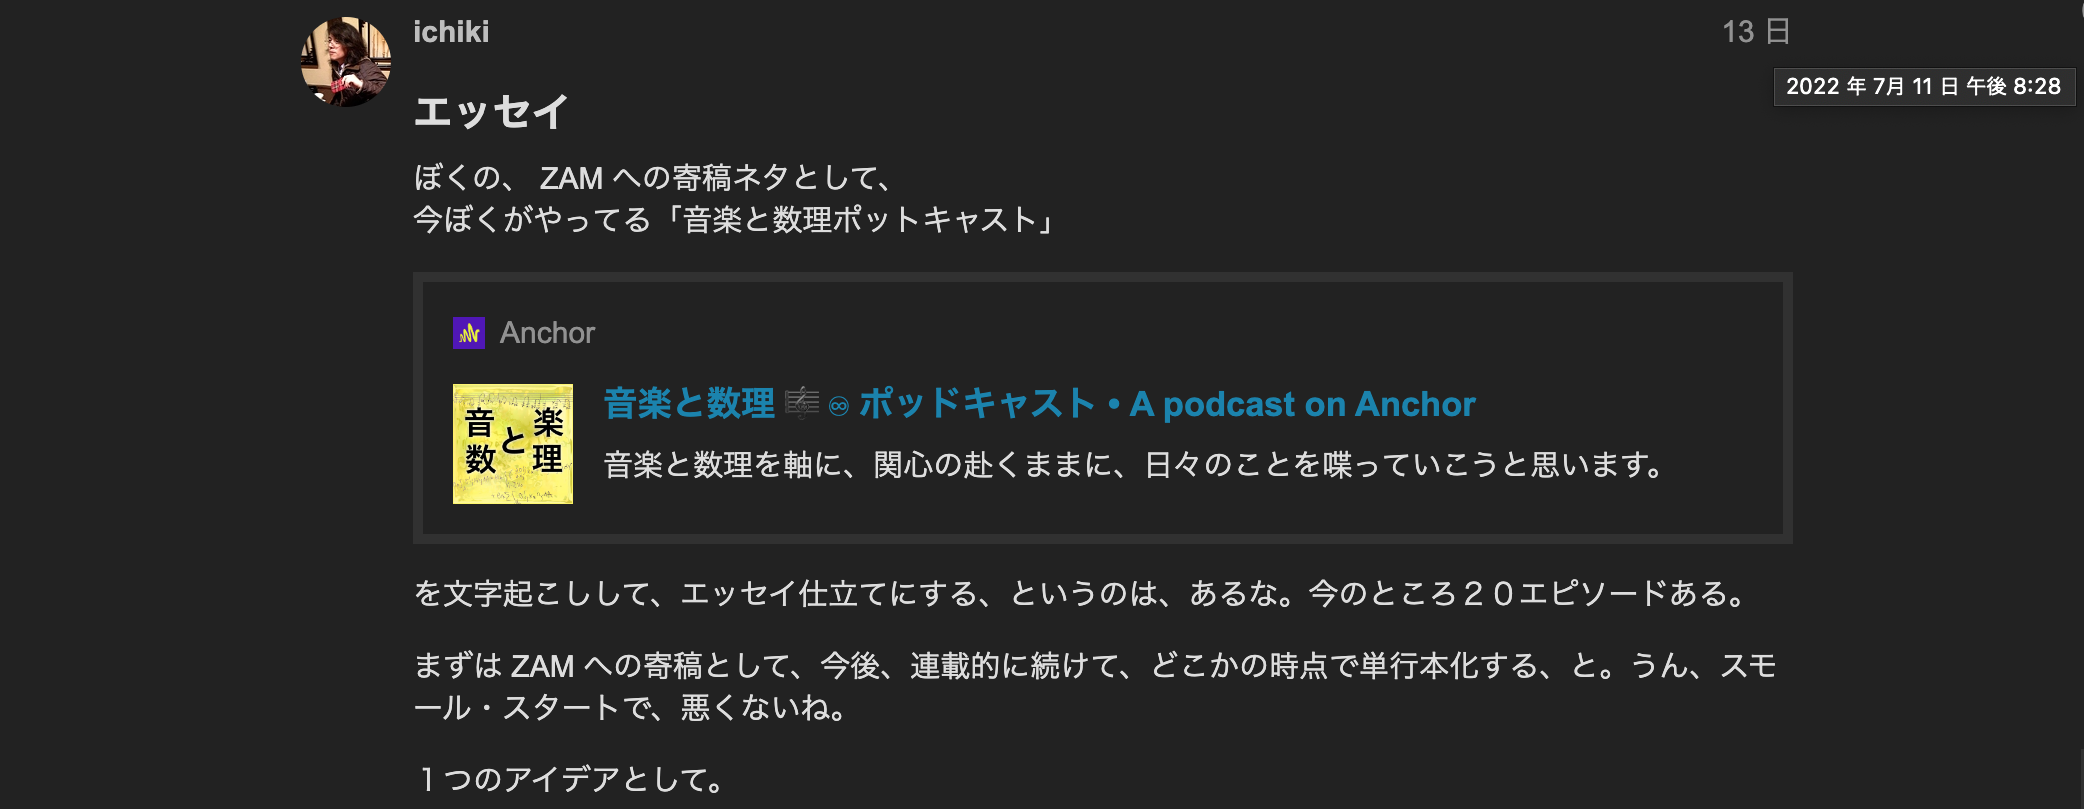 ichiki
13 日
2022 年 7月 11 日 午後 8:28
エッセイ
ぼくの、 ZAM への寄稿ネタとして、
今ぼくがやってる「音楽と数理ポットキャスト」
Anchor
音楽と数理
音楽と数理 🎼 ♾ ポッドキャスト • A podcast on Anchor
音楽と数理を軸に、関心の赴くままに、日々のことを喋っていこうと思います。
を文字起こしして、エッセイ仕立てにする、というのは、あるな。今のところ２０エピソードある。
まずは ZAM への寄稿として、今後、連載的に続けて、どこかの時点で単行本化する、と。うん、スモ
ール・スタートで、悪くないね。
１つのアイデアとして。